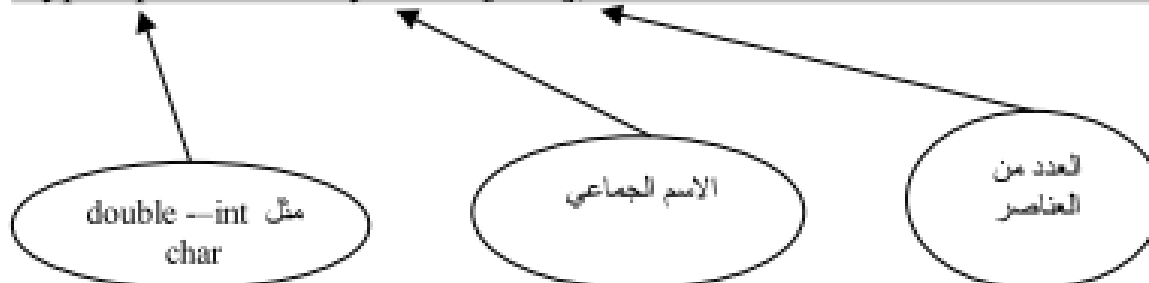 مثل double --int
char
الاسم الجماعي
العدد من
العناصر